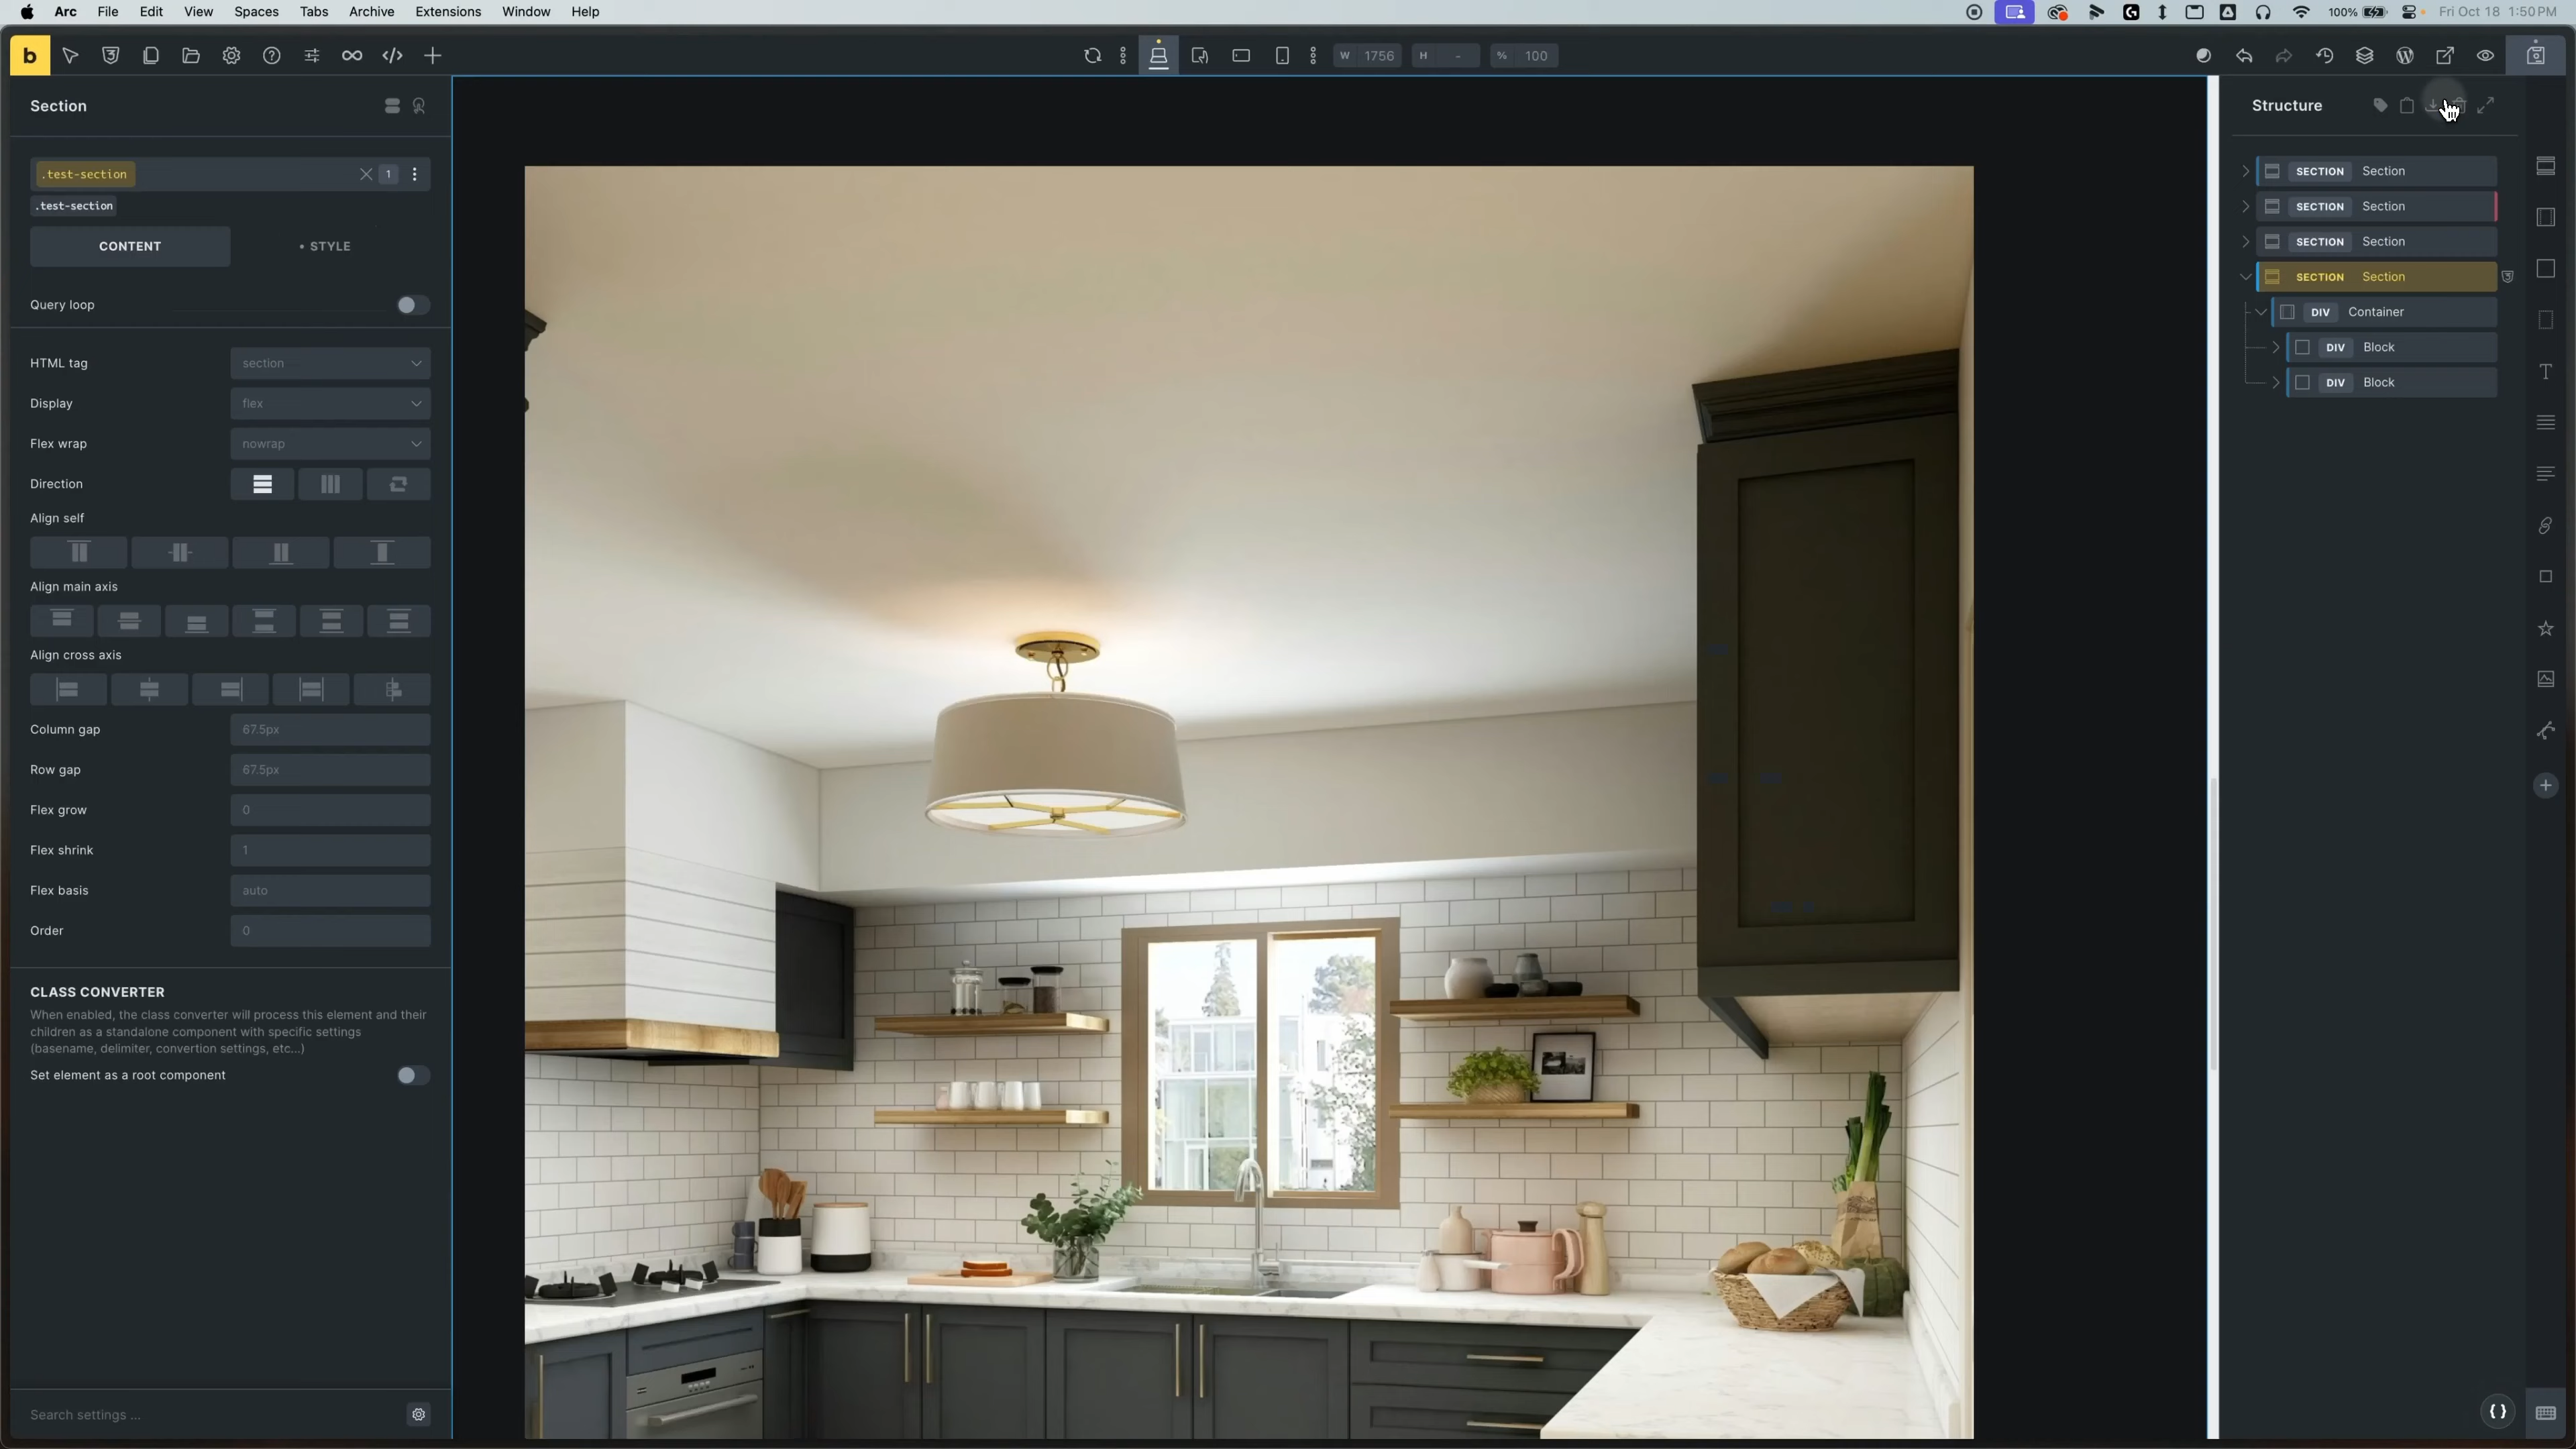 Arc File Edit View Spaces Tabs Archive Extensions Window Help 100% Fri Oct 18 1:50 PM
b W 1756 H - % 100
Section
.test-section 1
.test-section
CONTENT • STYLE
Query loop
HTML tag section
Display flex
Flex wrap nowrap
Direction
Align self
Align main axis
Align cross axis
Column gap 67.5px
Row gap 67.5px
Flex grow 0
Flex shrink 1
Flex basis auto
Order 0
CLASS CONVERTER
When enabled, the class converter will process this element and their
children as a standalone component with specific settings
(basename, delimiter, convertion settings, etc...)
Set element as a root component
Search settings ...
Structure
SECTION Section
SECTION Section
SECTION Section
SECTION Section
DIV Container
DIV Block
DIV Block